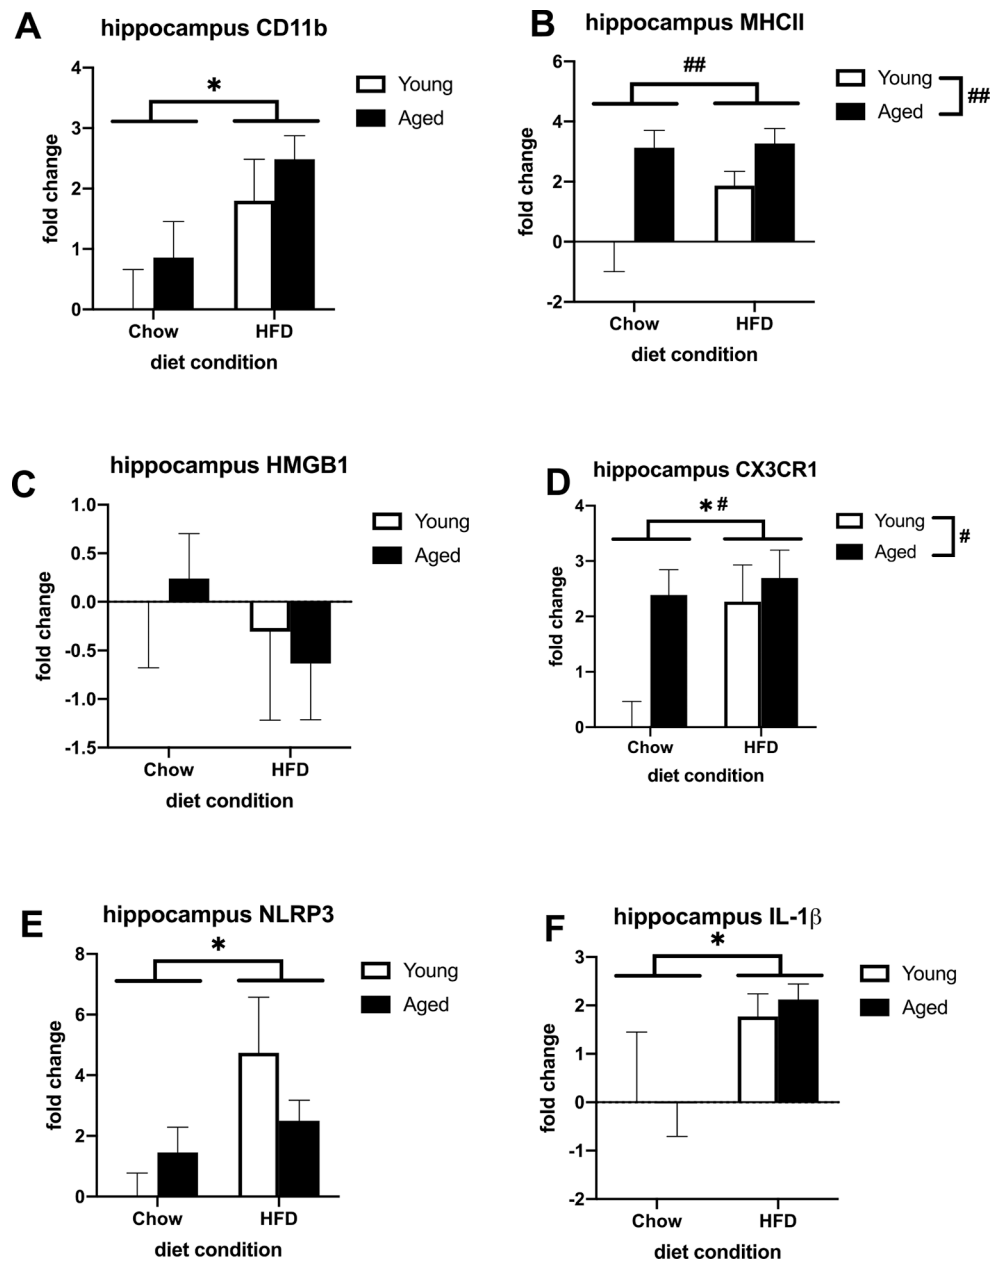 A
hippocampus CD11b
4
3
2
1
0
fold change
*
Young
Aged
Chow
HFD
diet condition
B
hippocampus MHCII
6
4
2
0
-2
fold change
##
Young
Aged
##
Chow
HFD
diet condition
C
hippocampus HMGB1
1.0
0.5
0.0
-0.5
-1.0
-1.5
fold change
Young
Aged
Chow
HFD
diet condition
D
hippocampus CX3CR1
4
3
2
1
0
fold change
* #
Young
Aged
#
Chow
HFD
diet condition
E
hippocampus NLRP3
8
6
4
2
0
fold change
*
Young
Aged
Chow
HFD
diet condition
F
hippocampus IL-1β
3
2
1
0
-1
-2
fold change
*
Young
Aged
Chow
HFD
diet condition